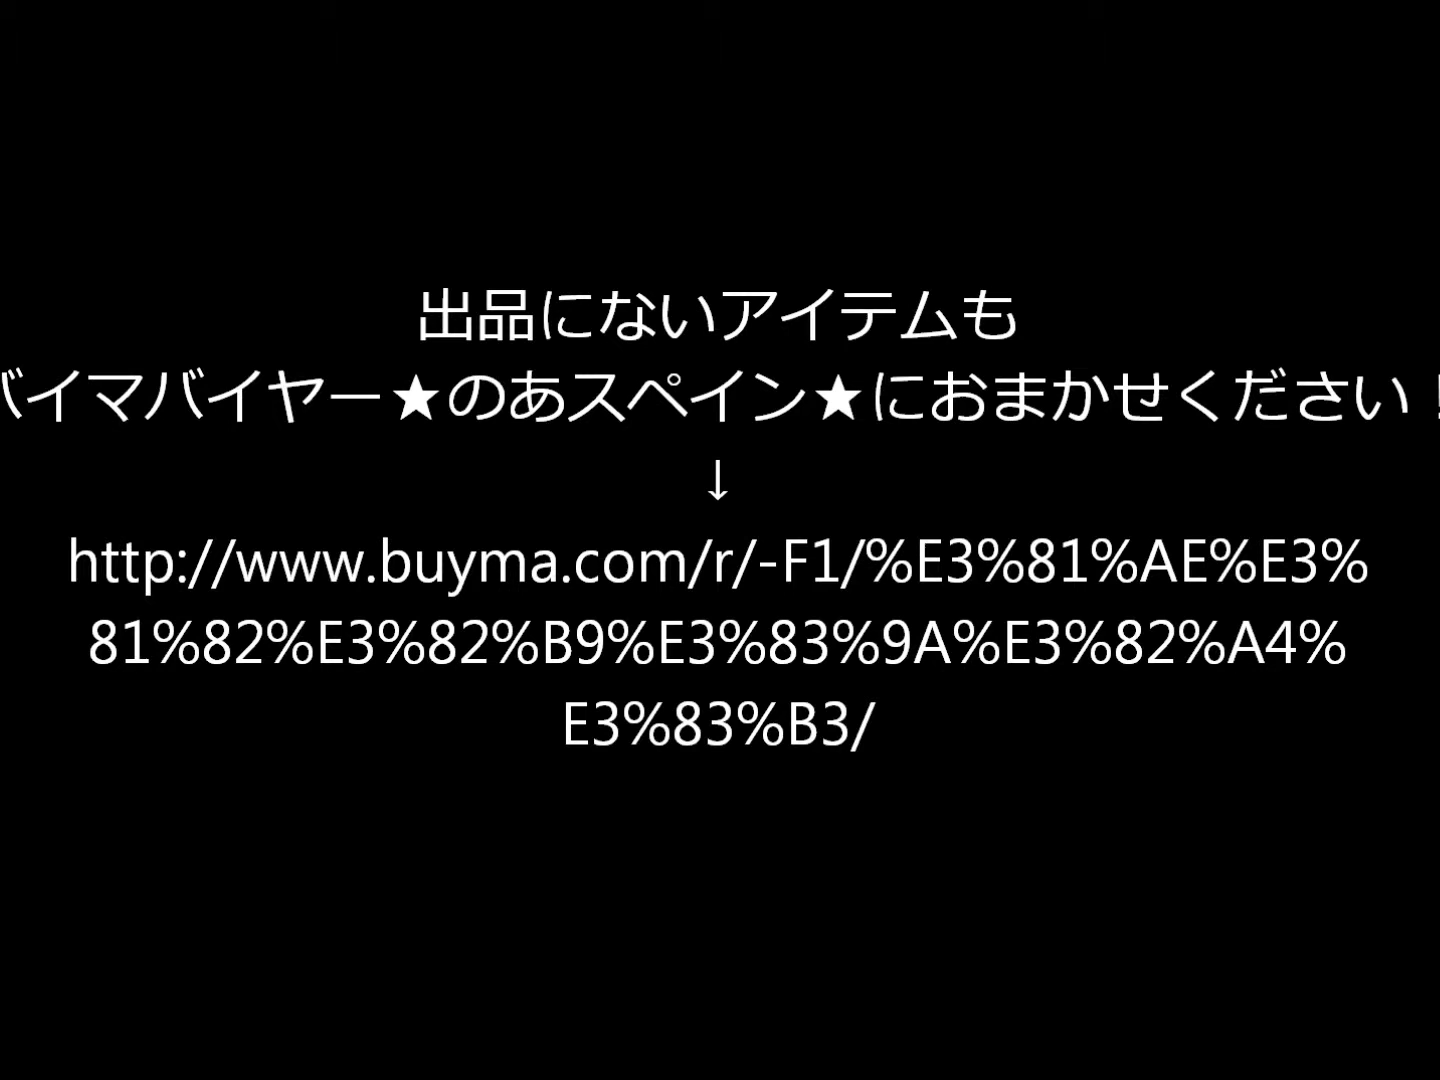 出品にないアイテムも
バイマバイヤー★のあスペイン★におまかせください！
↓
http://www.buyma.com/r/-F1/%E3%81%AE%E3%
81%82%E3%82%B9%E3%83%9A%E3%82%A4%
E3%83%B3/